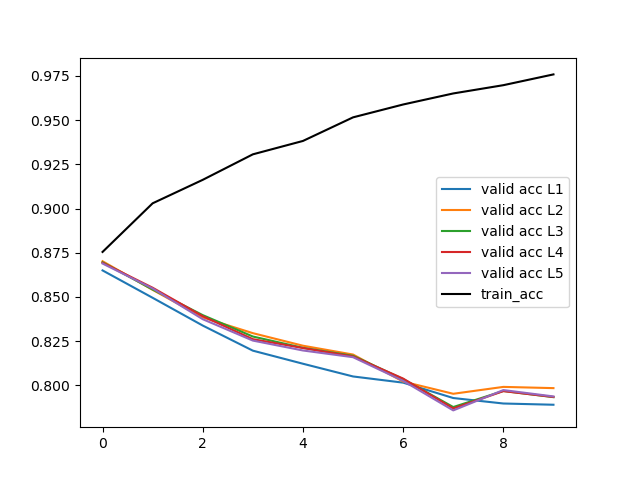 0.975
0.950
0.925
0.900
0.875
0.850
0.825
0.800
0
2
4
6
8
valid acc L1
valid acc L2
valid acc L3
valid acc L4
valid acc L5
train_acc